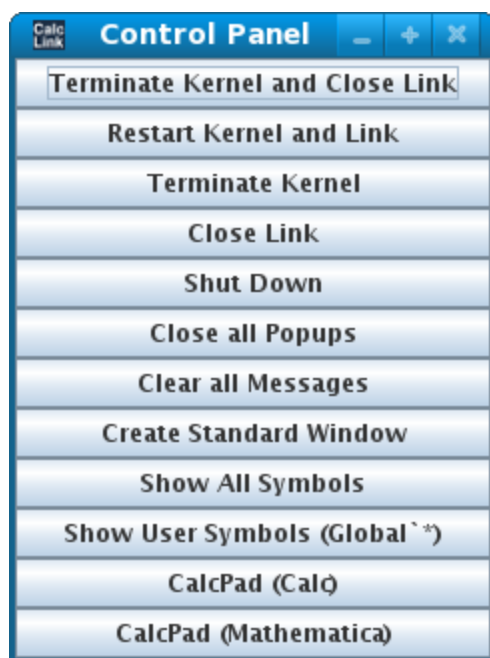 Calc
Link
Control Panel
Terminate Kernel and Close Link
Restart Kernel and Link
Terminate Kernel
Close Link
Shut Down
Close all Popups
Clear all Messages
Create Standard Window
Show All Symbols
Show User Symbols (Global`*)
CalcPad (Calc)
CalcPad (Mathematica)